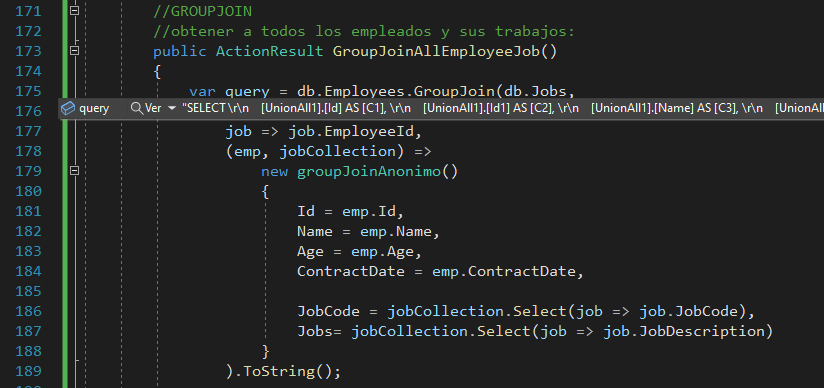 171 //GROUPJOIN
172 //obtener a todos los empleados y sus trabajos:
173 public ActionResult GroupJoinAllEmployeeJob()
174 {
175 var query = db.Employees.GroupJoin(db.Jobs,
176 query Ver "SELECT \r\n [UnionAll1].[Id] AS [C1], \r\n [UnionAll1].[Id1] AS [C2], \r\n [UnionAll1].[Name] AS [C3], \r\n [UnionAll
177 job => job.EmployeeId,
178 (emp, jobCollection) =>
179 new groupJoinAnonimo()
180 {
181 Id = emp.Id,
182 Name = emp.Name,
183 Age = emp.Age,
184 ContractDate = emp.ContractDate,
185
186 JobCode = jobCollection.Select(job => job.JobCode),
187 Jobs= jobCollection.Select(job => job.JobDescription)
188 }
189 ).ToString();